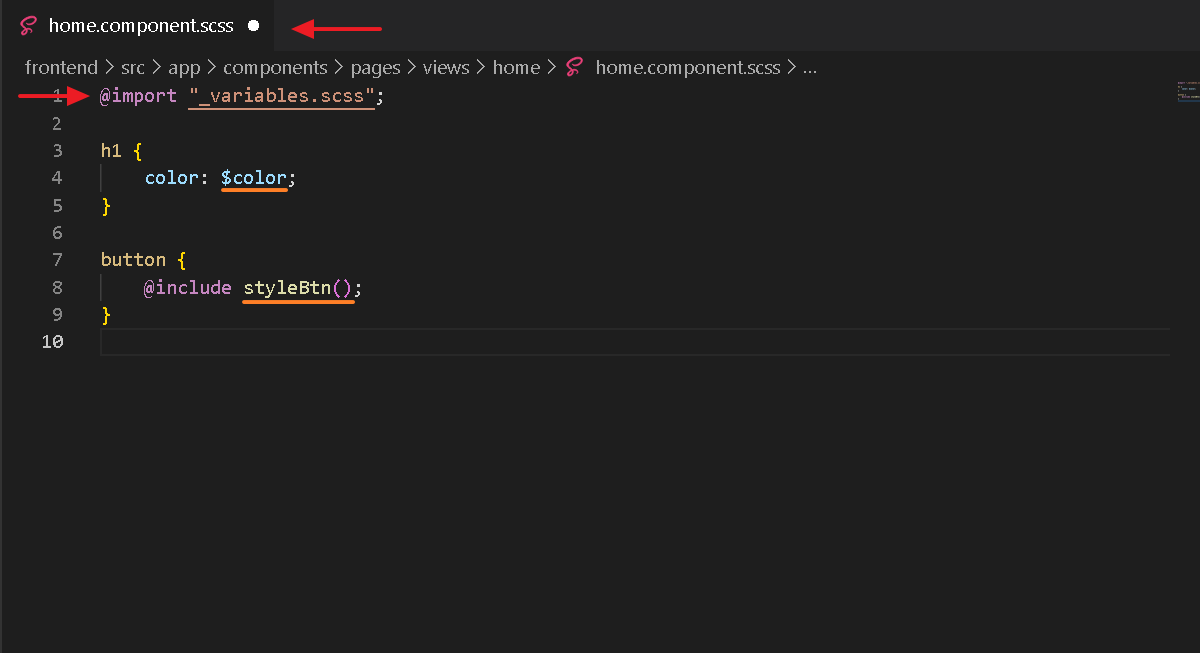 home.component.scss
frontend > src > app > components > pages > views > home > home.component.scss > ...
1 @import "_variables.scss";
2
3 h1 {
4 color: $color;
5 }
6
7 button {
8 @include styleBtn();
9 }
10